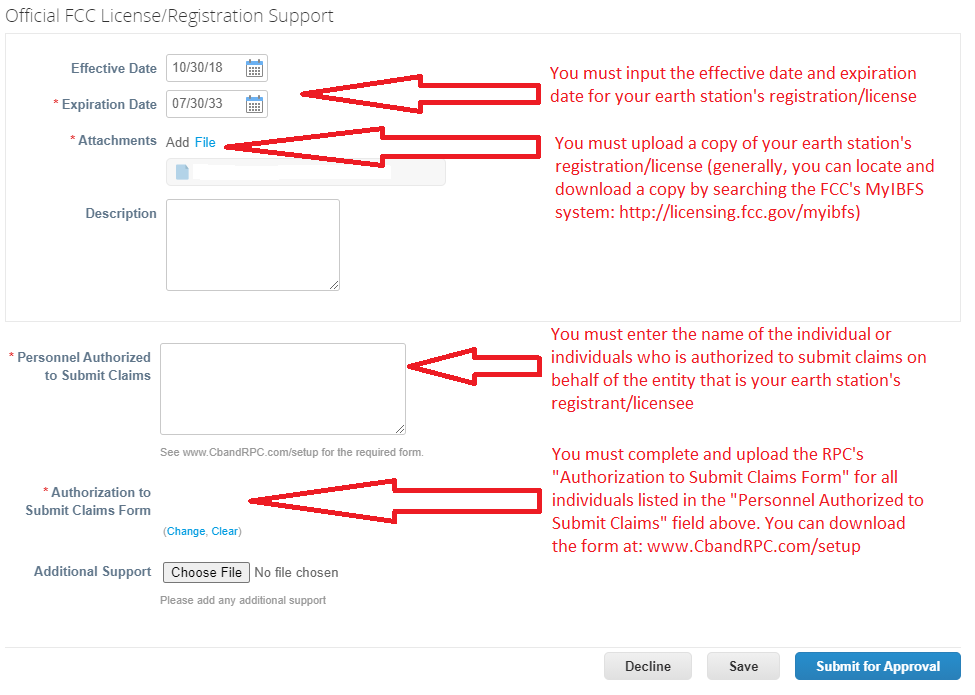 Official FCC License/Registration Support
Effective Date 10/30/18
* Expiration Date 07/30/33
You must input the effective date and expiration
date for your earth station's registration/license
* Attachments Add File
You must upload a copy of your earth station's
registration/license (generally, you can locate and
download a copy by searching the FCC's MyIBFS
system: http://licensing.fcc.gov/myibfs)
Description
* Personnel Authorized
to Submit Claims
You must enter the name of the individual or
individuals who is authorized to submit claims on
behalf of the entity that is your earth station's
registrant/licensee
See www.CbandRPC.com/setup for the required form.
* Authorization to
Submit Claims Form
(Change, Clear)
You must complete and upload the RPC's
"Authorization to Submit Claims Form" for all
individuals listed in the "Personnel Authorized to
Submit Claims" field above. You can download
the form at: www.CbandRPC.com/setup
Additional Support Choose File No file chosen
Please add any additional support
Decline Save Submit for Approval